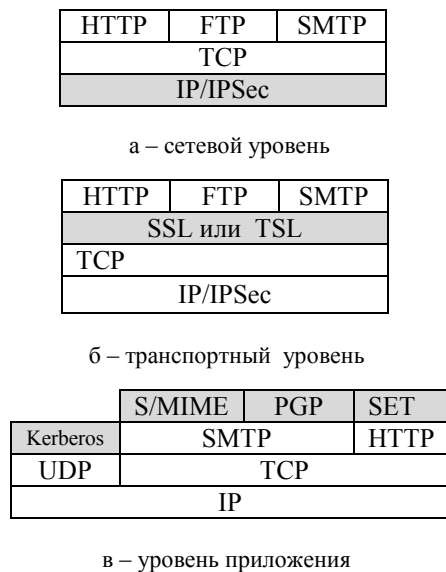 HTTP FTP SMTP
TCP
IP/IPSec
а – сетевой уровень
HTTP FTP SMTP
SSL или TSL
TCP
IP/IPSec
б – транспортный уровень
S/MIME PGP SET
Kerberos SMTP HTTP
UDP TCP
IP
в – уровень приложения